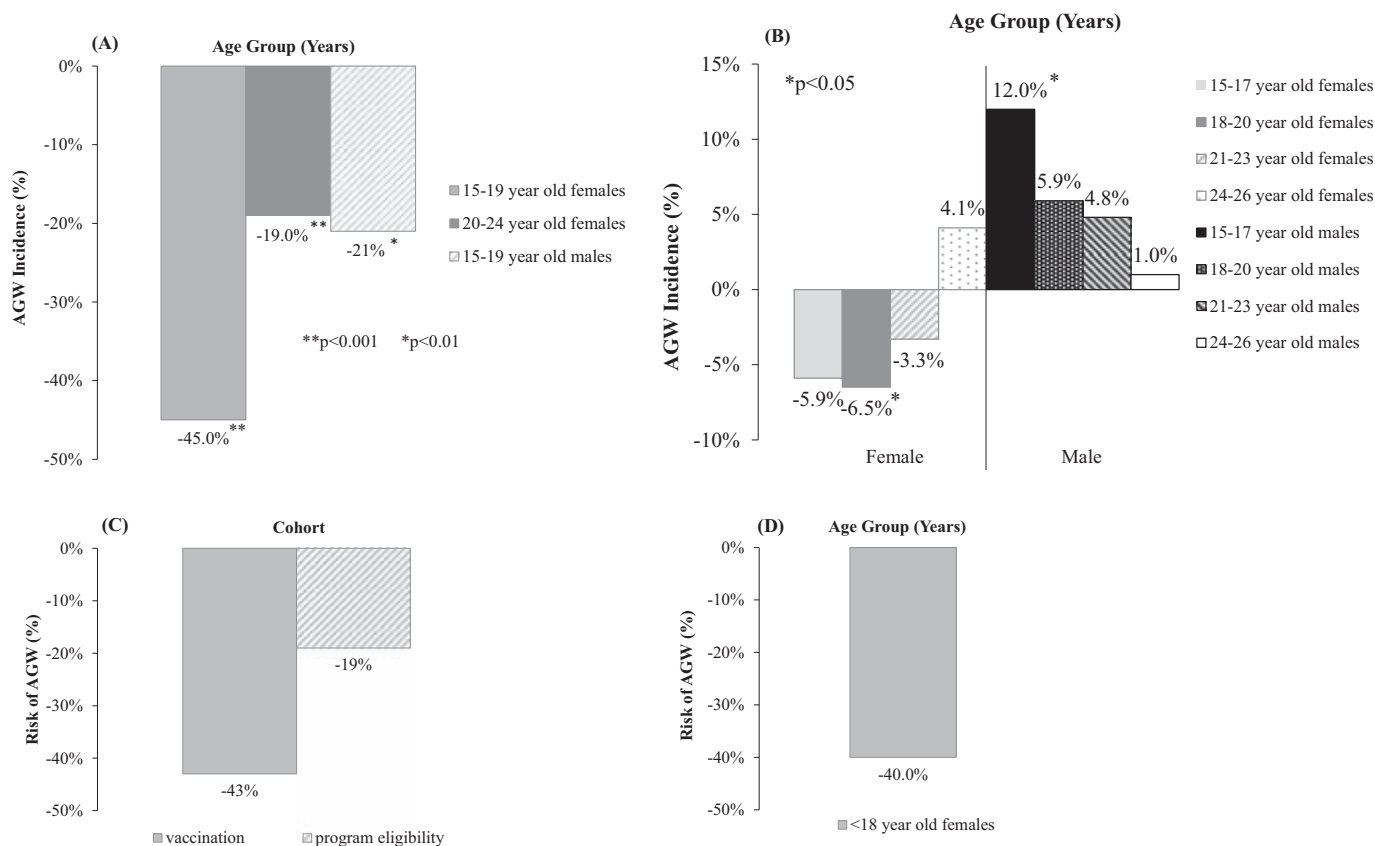 (A)
Age Group (Years)
AGW Incidence (%)
0%
-10%
-20%
-30%
-40%
-50%
-45.0%**
-19.0% **
-21% *
**p<0.001 *p<0.01
15-19 year old females
20-24 year old females
15-19 year old males
Age Group (Years)
(B)
AGW Incidence (%)
15%
10%
5%
0%
-5%
-10%
*p<0.05
-5.9%
-6.5%*
-3.3%
4.1%
12.0% *
5.9%
4.8%
1.0%
Female
Male
15-17 year old females
18-20 year old females
21-23 year old females
24-26 year old females
15-17 year old males
18-20 year old males
21-23 year old males
24-26 year old males
(C)
Cohort
Risk of AGW (%)
0%
-10%
-20%
-30%
-40%
-50%
-43%
-19%
vaccination
program eligibility
(D)
Age Group (Years)
Risk of AGW (%)
0%
-10%
-20%
-30%
-40%
-50%
-40.0%
<18 year old females